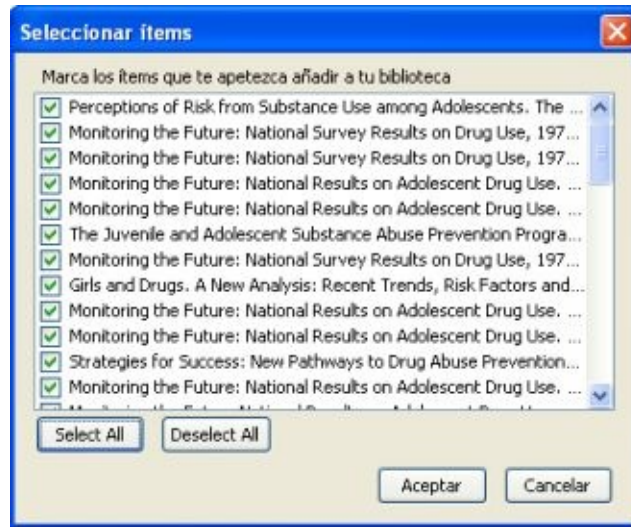 Seleccionar ítems
Marca los ítems que te apetezca añadir a tu biblioteca
Perceptions of Risk from Substance Use among Adolescents. The ...
Monitoring the Future: National Survey Results on Drug Use, 197...
Monitoring the Future: National Survey Results on Drug Use, 197...
Monitoring the Future: National Results on Adolescent Drug Use. ...
Monitoring the Future: National Results on Adolescent Drug Use. ...
The Juvenile and Adolescent Substance Abuse Prevention Progra...
Monitoring the Future: National Survey Results on Drug Use, 197...
Girls and Drugs. A New Analysis: Recent Trends, Risk Factors and...
Monitoring the Future: National Results on Adolescent Drug Use. ...
Monitoring the Future: National Results on Adolescent Drug Use. ...
Strategies for Success: New Pathways to Drug Abuse Prevention...
Monitoring the Future: National Results on Adolescent Drug Use. ...
Select All Deselect All
Aceptar Cancelar